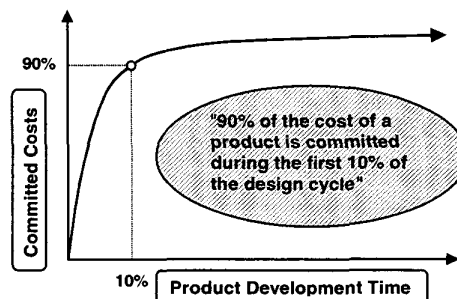 90%
Committed Costs
"90% of the cost of a
product is committed
during the first 10% of
the design cycle"
10%
Product Development Time